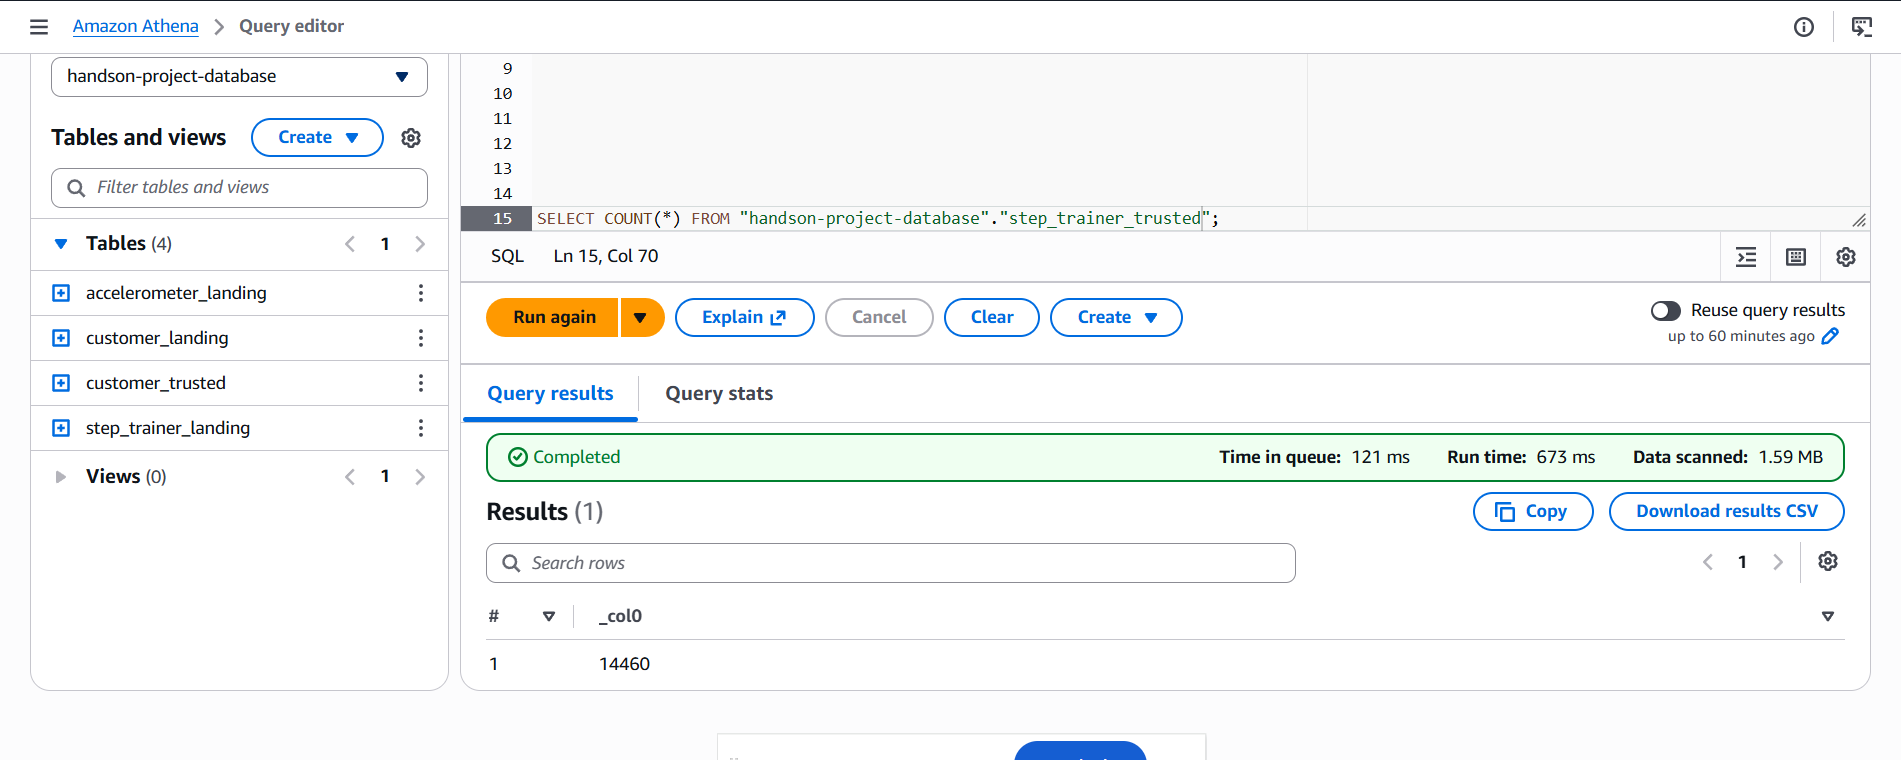 Amazon Athena > Query editor
handson-project-database
Tables and views
Create
Filter tables and views
Tables (4)
1
accelerometer_landing
customer_landing
customer_trusted
step_trainer_landing
Views (0)
1
9
10
11
12
13
14
15 SELECT COUNT(*) FROM "handson-project-database"."step_trainer_trusted";
SQL Ln 15, Col 70
Run again
Explain
Cancel
Clear
Create
Reuse query results
up to 60 minutes ago
Query results
Query stats
Completed
Time in queue: 121 ms Run time: 673 ms Data scanned: 1.59 MB
Results (1)
Copy
Download results CSV
Search rows
1
# _col0
1 14460